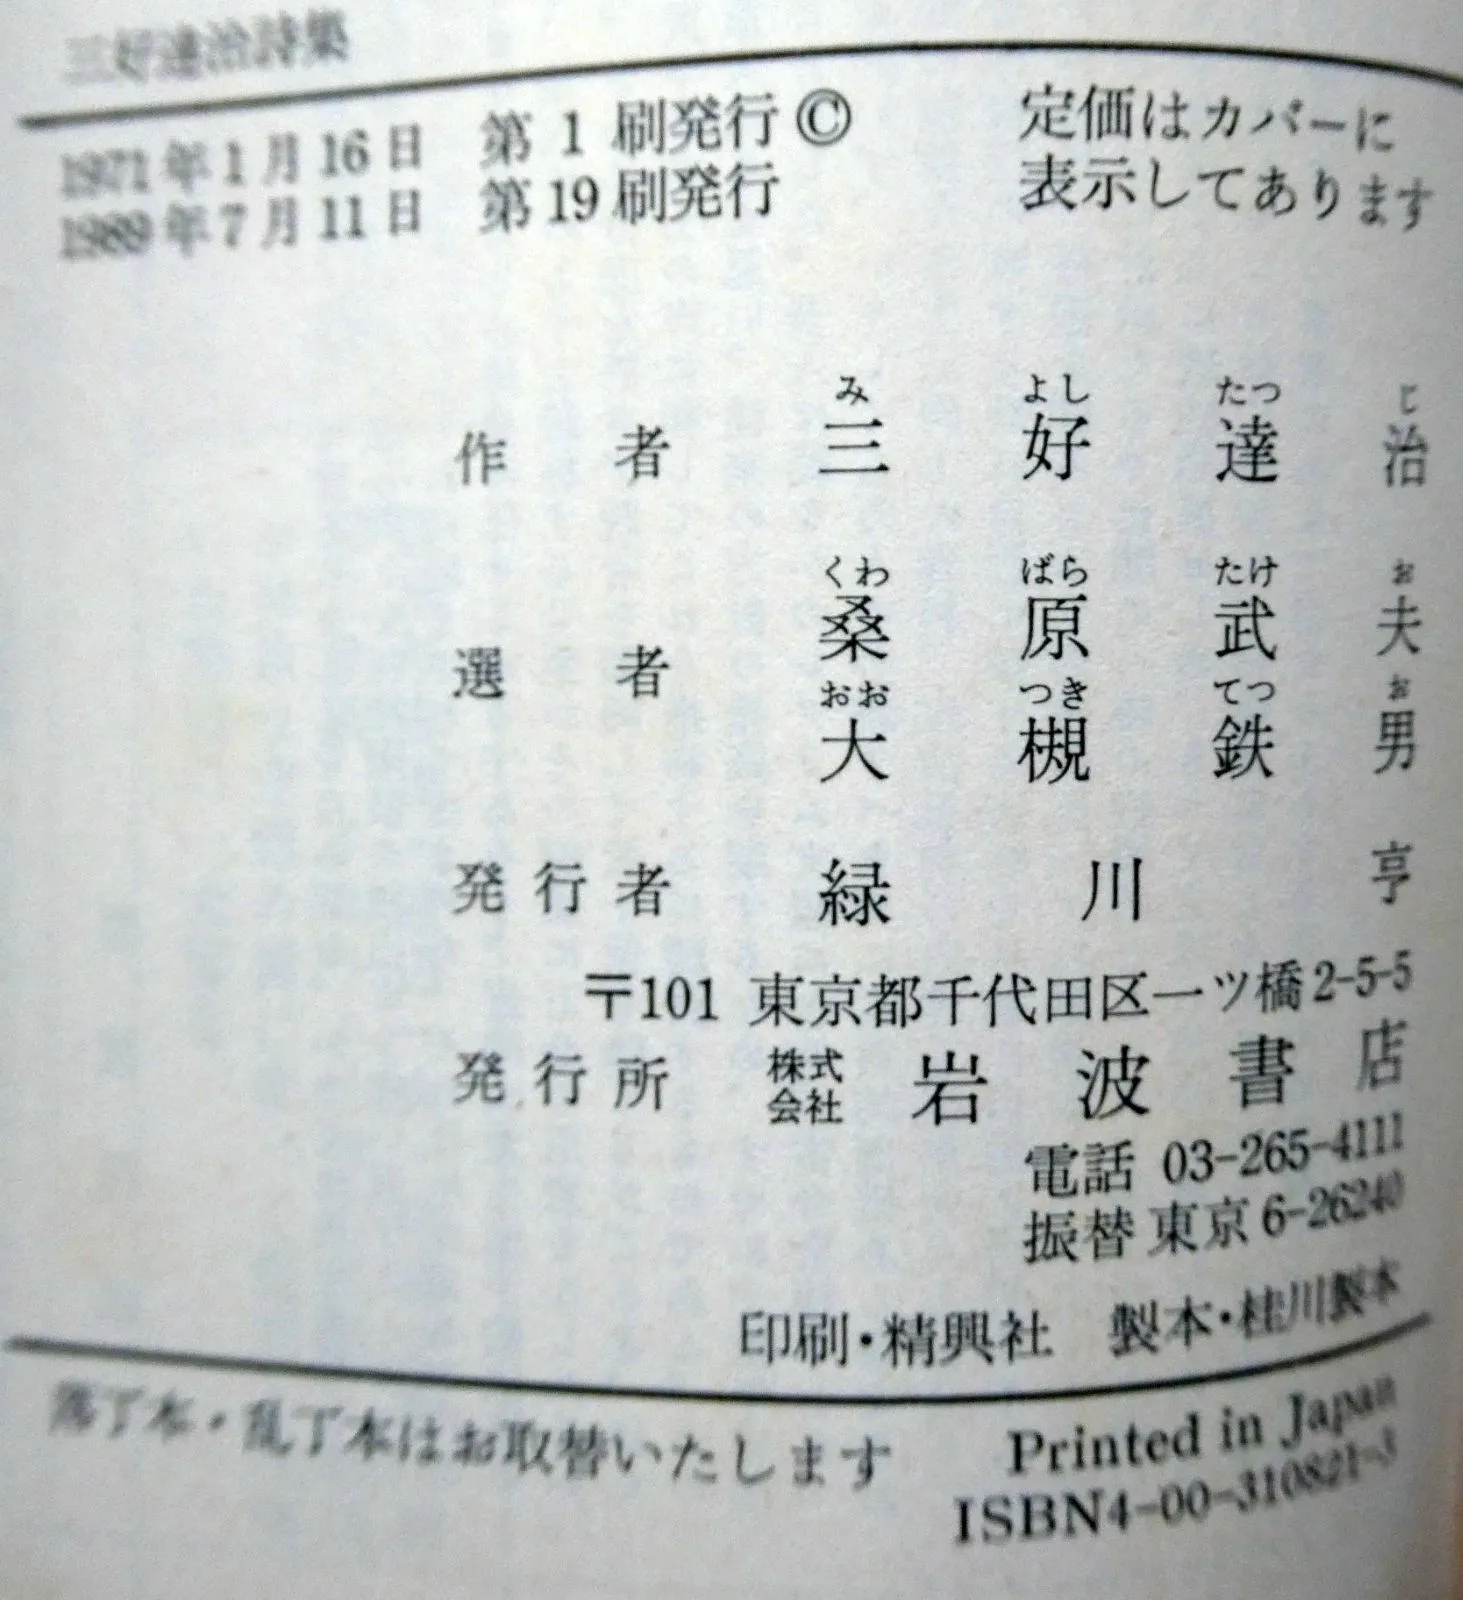 三好達治詩集
1971年1月16日 第1刷発行©
1989年7月11日 第19刷発行
定価はカバーに
表示してあります
み よし たつ じ
作者 三好達治
くわ ばら たけ お
桑原武夫
選者
おお つき てつ お
大槻鉄男
発行者 緑川亨
〒101 東京都千代田区一ツ橋2-5-5
発行所 株式会社 岩波書店
電話 03-265-4111
振替 東京6-26240
印刷・精興社 製本・桂川製本
落丁本・乱丁本はお取替いたします
Printed in Japan
ISBN4-00-310821-3